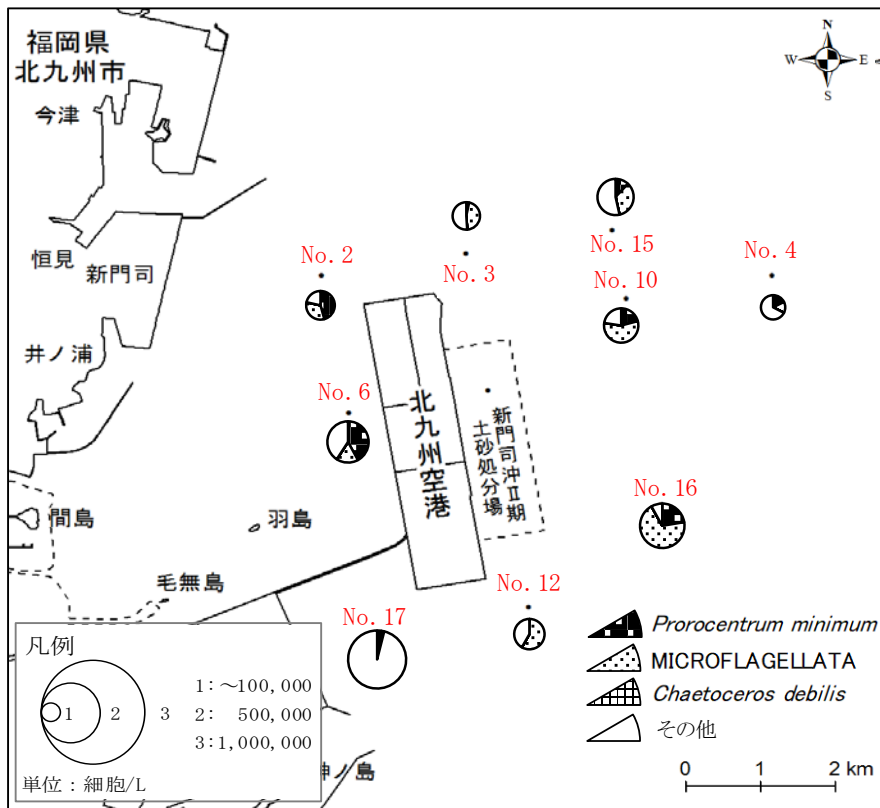 福岡県
北九州市
今津
恒見
新門司
井ノ浦
間島
毛無島
羽島
北九州空港
新門司沖Ⅱ期
土砂処分場
N
W
E
S
No. 2
No. 3
No. 15
No. 4
No. 10
No. 6
No. 16
No. 12
No. 17
凡例
1
2
3
1:～100,000
2: 500,000
3:1,000,000
単位：細胞/L
ノ島
Prorocentrum minimum
MICROFLAGELLATA
Chaetoceros debilis
その他
0 1 2 km